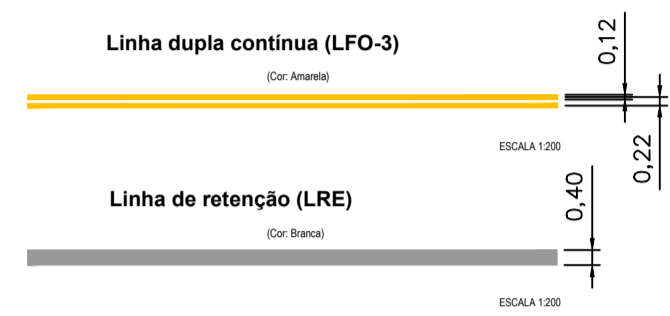 Linha dupla contínua (LFO-3)
(Cor: Amarela)
0,12
ESCALA 1:200
0,22
Linha de retenção (LRE)
0,40
(Cor: Branca)
ESCALA 1:200